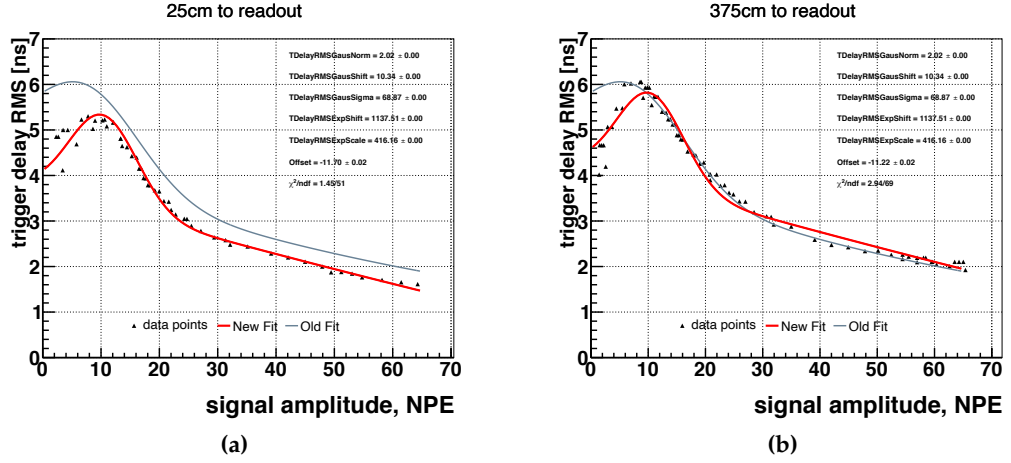 25cm to readout
trigger delay RMS [ns]
7
6
5
4
3
2
1
0
TDelayRMSGausNorm = 2.02 ± 0.00
TDelayRMSGausShift = 10.34 ± 0.00
TDelayRMSGausSigma = 68.87 ± 0.00
TDelayRMSExpShift = 1137.51 ± 0.00
TDelayRMSExpScale = 416.16 ± 0.00
Offset = -11.70 ± 0.02
χ²/ndf = 1.45/51
data points New Fit Old Fit
0 10 20 30 40 50 60 70
signal amplitude, NPE
(a)
375cm to readout
trigger delay RMS [ns]
7
6
5
4
3
2
1
0
TDelayRMSGausNorm = 2.02 ± 0.00
TDelayRMSGausShift = 10.34 ± 0.00
TDelayRMSGausSigma = 68.87 ± 0.00
TDelayRMSExpShift = 1137.51 ± 0.00
TDelayRMSExpScale = 416.16 ± 0.00
Offset = -11.22 ± 0.02
χ²/ndf = 2.94/69
data points New Fit Old Fit
0 10 20 30 40 50 60 70
signal amplitude, NPE
(b)